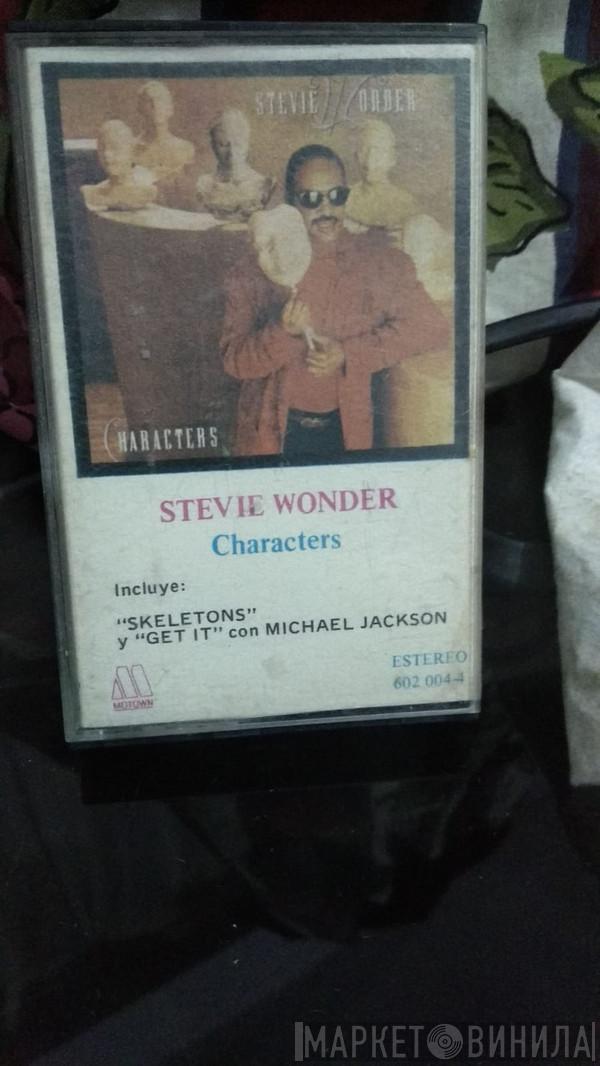 STEVIE WONDER
CHARACTERS
STEVIE WONDER
Characters
Incluye:
"SKELETONS"
y "GET IT" con MICHAEL JACKSON
ESTEREO
602 004-4
MOTOWN
МАРКЕТ ВИНИЛА